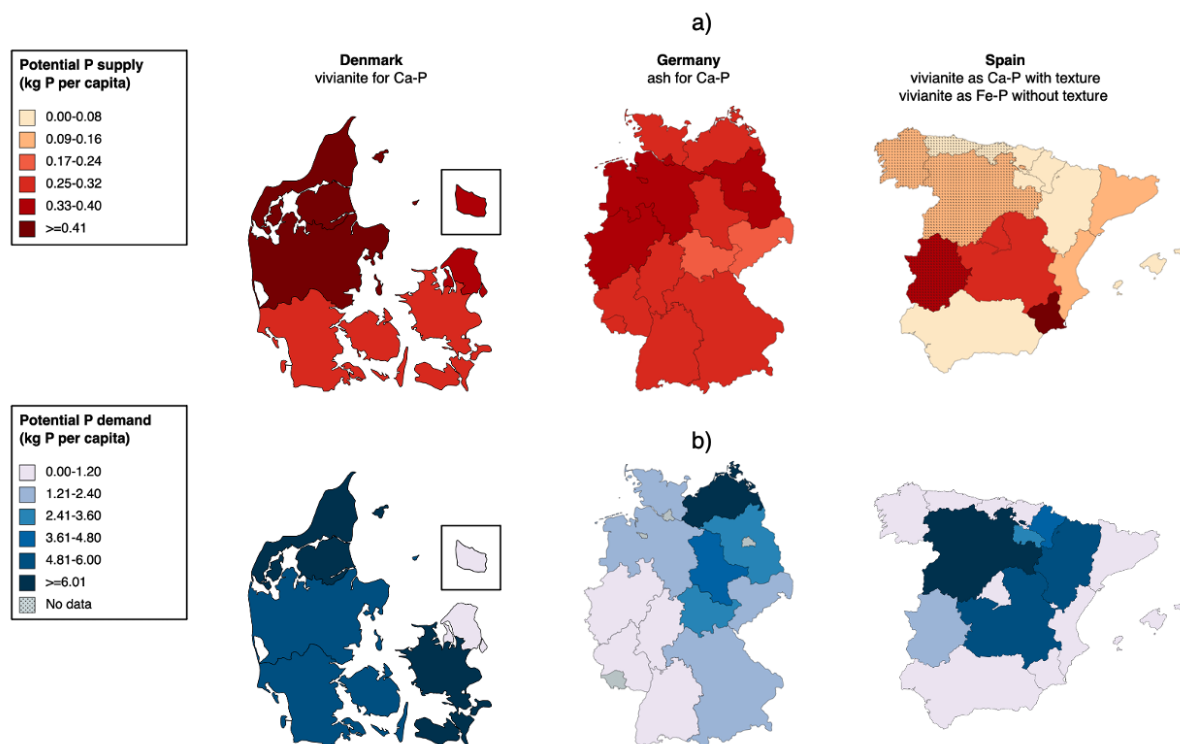 a)
Potential P supply
(kg P per capita)
0.00-0.08
0.09-0.16
0.17-0.24
0.25-0.32
0.33-0.40
>=0.41
Denmark
vivianite for Ca-P
Germany
ash for Ca-P
Spain
vivianite as Ca-P with texture
vivianite as Fe-P without texture
b)
Potential P demand
(kg P per capita)
0.00-1.20
1.21-2.40
2.41-3.60
3.61-4.80
4.81-6.00
>=6.01
No data